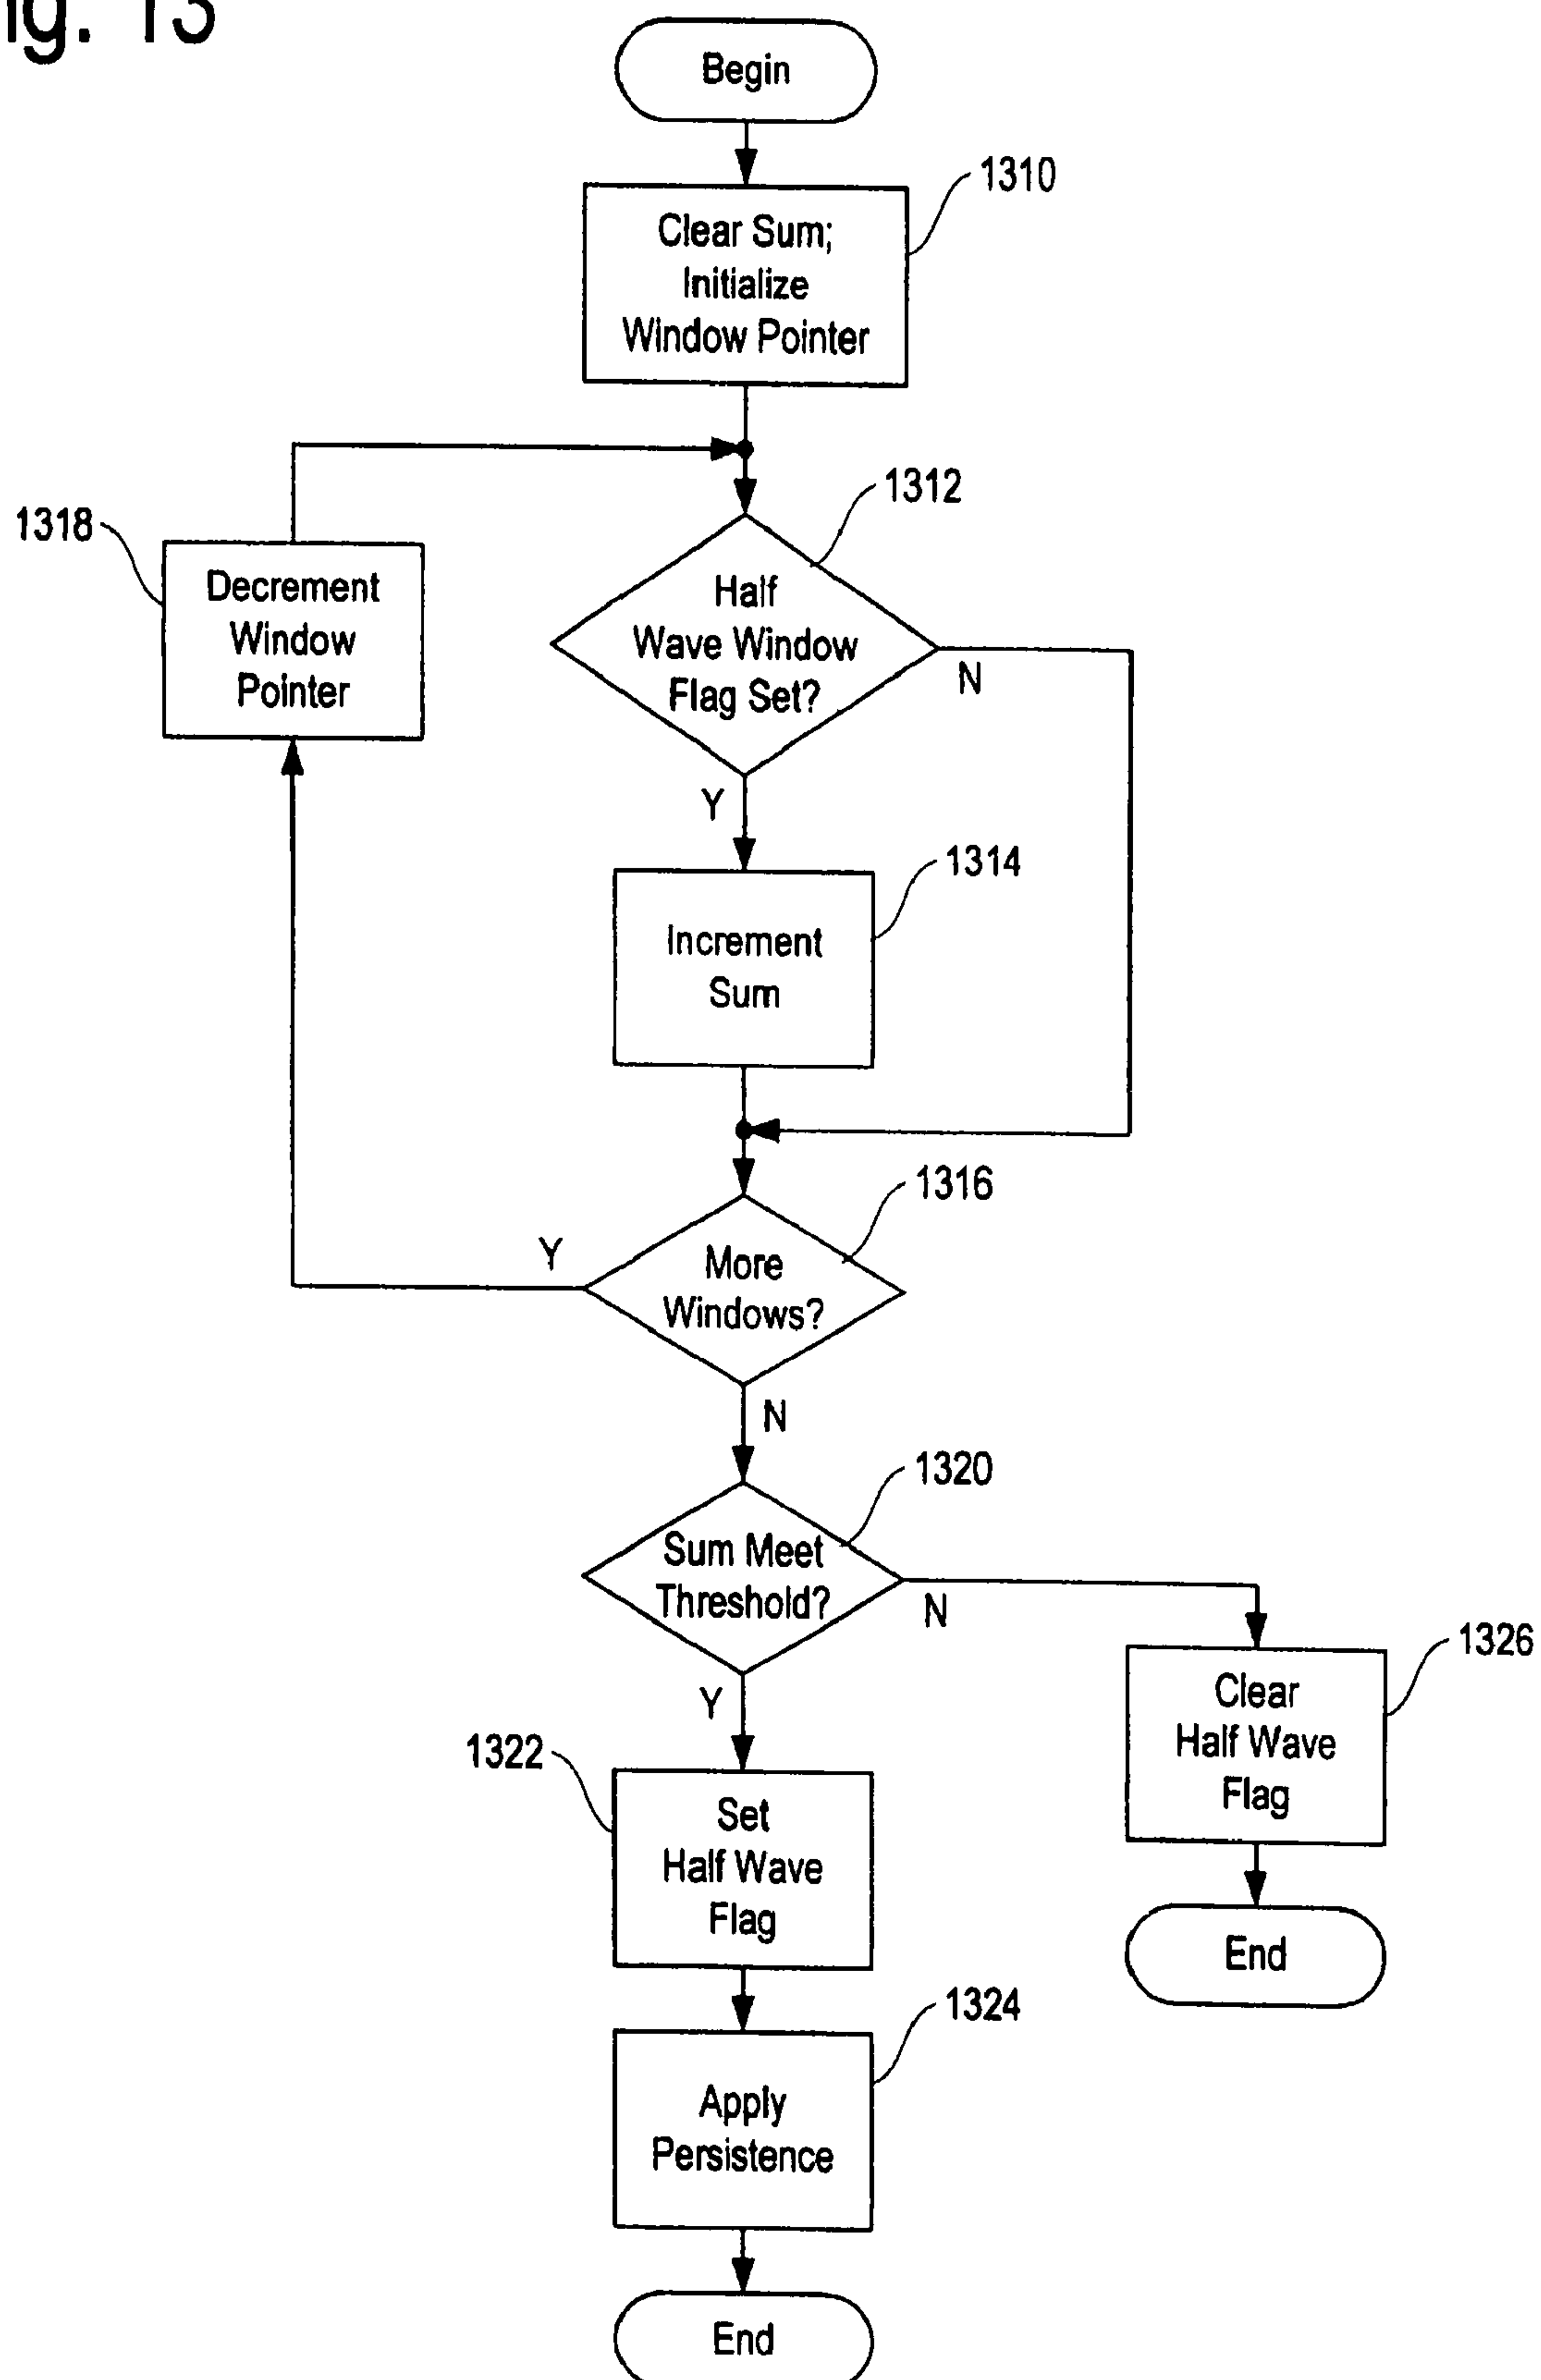 ig. 13
Begin
1310
Clear Sum;
Initialize
Window Pointer
1312
1318
Decrement
Window
Pointer
Half
Wave Window
Flag Set?
N
Y
1314
Increment
Sum
1316
Y
More
Windows?
N
1320
Sum Meet
Threshold?
N
1326
Clear
Half Wave
Flag
Y
1322
Set
Half Wave
Flag
End
1324
Apply
Persistence
End